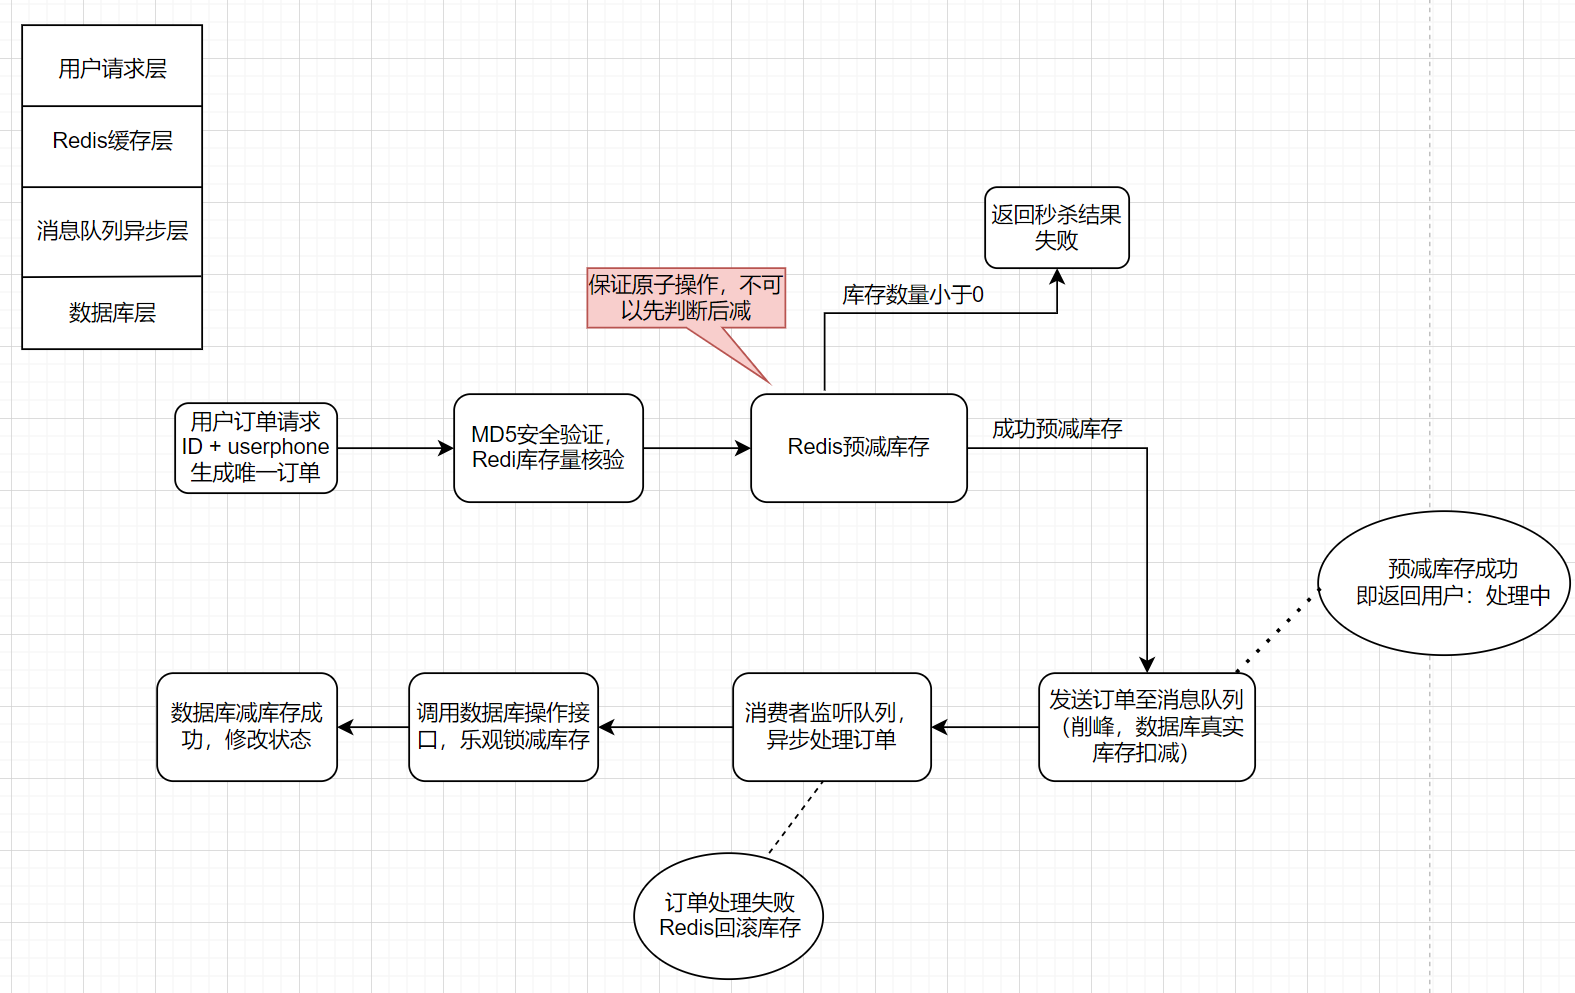 用户请求层
Redis缓存层
消息队列异步层
数据库层
返回秒杀结果
失败
保证原子操作，不可
以先判断后减
库存数量小于0
用户订单请求
ID + userphone
生成唯一订单
MD5安全验证，
Redi库存量核验
Redis预减库存
成功预减库存
预减库存成功
即返回用户：处理中
发送订单至消息队列
（削峰，数据库真实
库存扣减）
消费者监听队列，
异步处理订单
调用数据库操作接
口，乐观锁减库存
数据库减库存成
功，修改状态
订单处理失败
Redis回滚库存